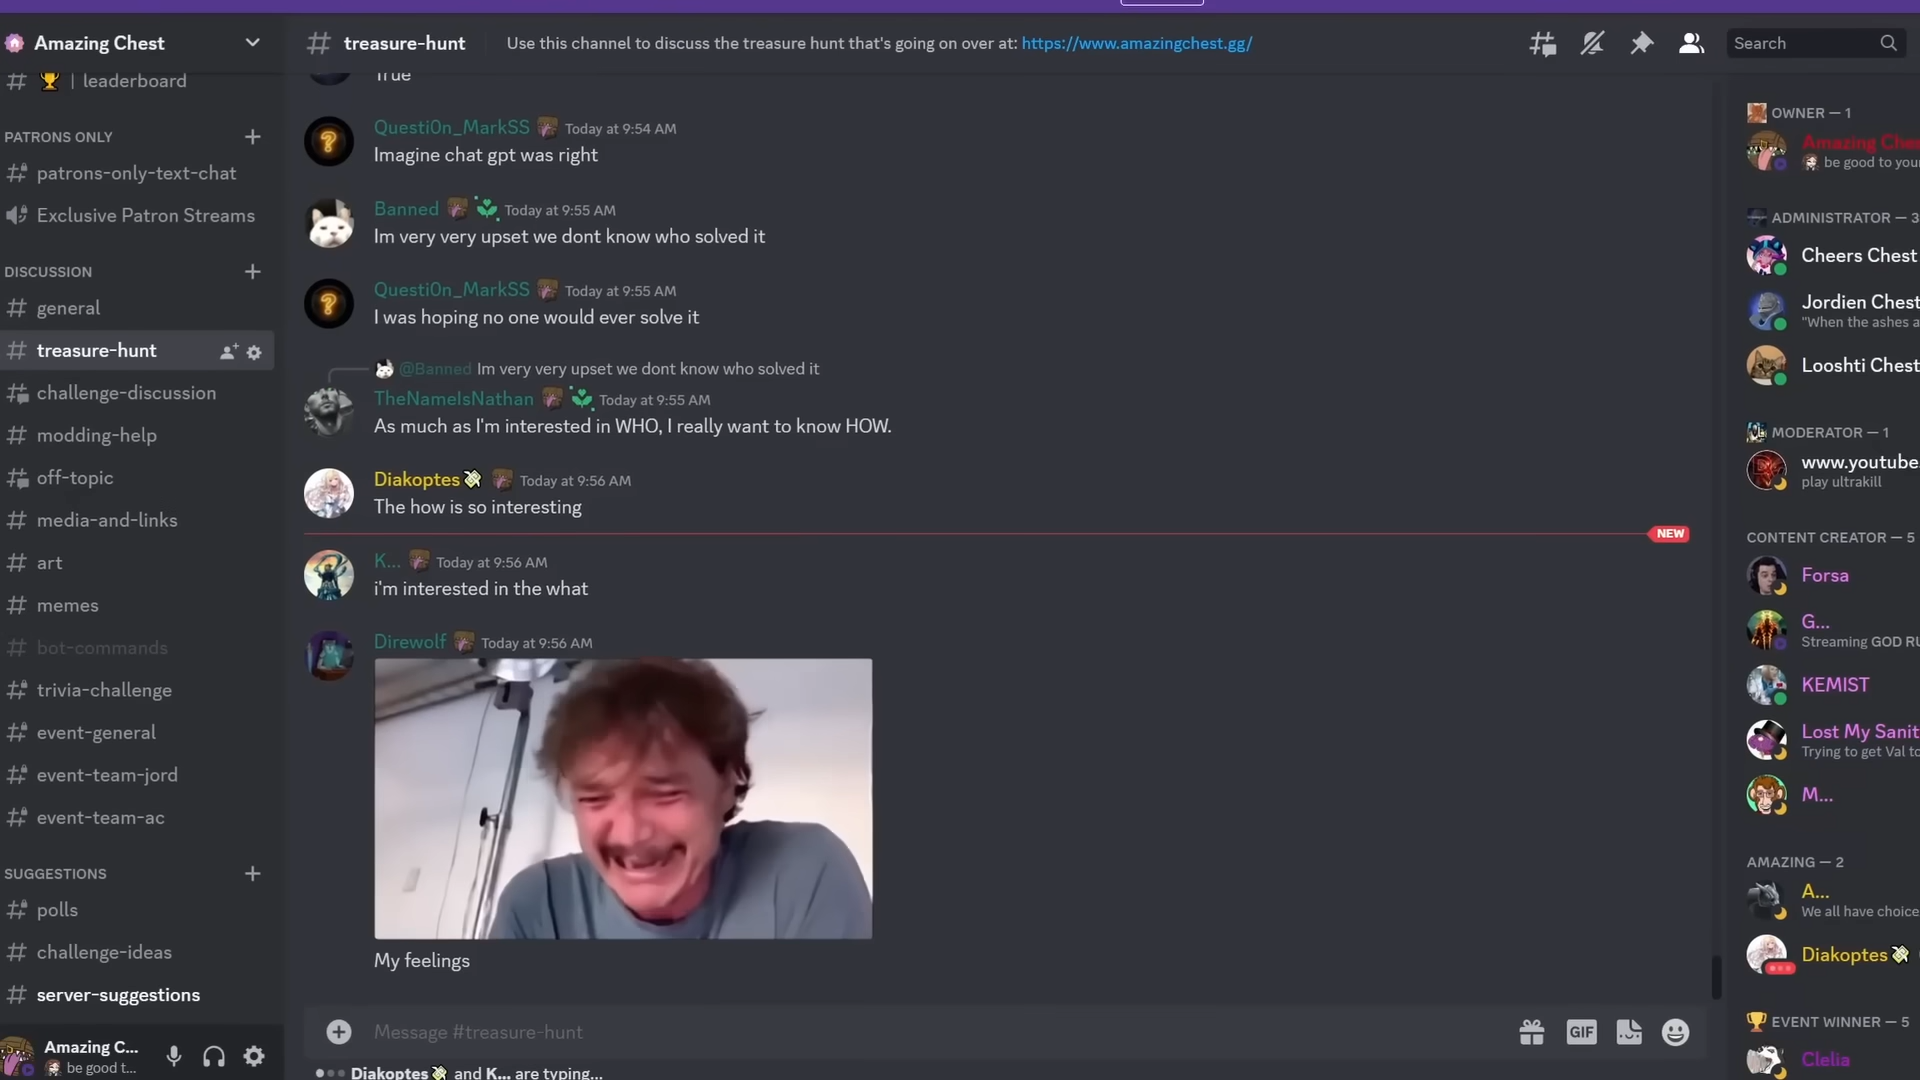 Amazing Chest
# treasure-hunt
Use this channel to discuss the treasure hunt that's going on over at: https://www.amazingchest.gg/
Search
| leaderboard
PATRONS ONLY
patrons-only-text-chat
Exclusive Patron Streams
DISCUSSION
general
treasure-hunt
challenge-discussion
modding-help
off-topic
media-and-links
art
memes
bot-commands
trivia-challenge
event-general
event-team-jord
event-team-ac
SUGGESTIONS
polls
challenge-ideas
server-suggestions
Amazing C...
be good t...
True
Questi0n_MarkSS Today at 9:54 AM
Imagine chat gpt was right
Banned Today at 9:55 AM
Im very very upset we dont know who solved it
Questi0n_MarkSS Today at 9:55 AM
I was hoping no one would ever solve it
@Banned Im very very upset we dont know who solved it
TheNameIsNathan Today at 9:55 AM
As much as I'm interested in WHO, I really want to know HOW.
Diakoptes Today at 9:56 AM
The how is so interesting
NEW
K... Today at 9:56 AM
i'm interested in the what
Direwolf Today at 9:56 AM
My feelings
Message #treasure-hunt
GIF
Diakoptes and K... are typing...
OWNER — 1
Amazing Che
be good to your
ADMINISTRATOR — 3
Cheers Chest
Jordien Chest
"When the ashes a
Looshti Chest
MODERATOR — 1
www.youtube.
play ultrakill
CONTENT CREATOR — 5
Forsa
G...
Streaming GOD RU
KEMIST
Lost My Sanit
Trying to get Val to
M...
AMAZING — 2
A...
We all have choice
Diakoptes
EVENT WINNER — 5
Clelia